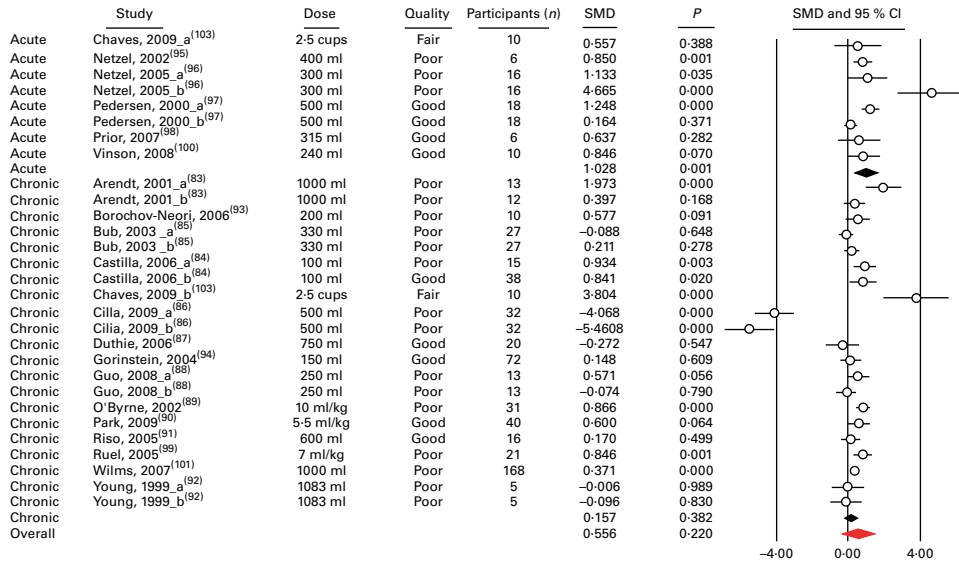 Study Dose Quality Participants (n) SMD P SMD and 95 % CI
Acute Chaves, 2009_a(103) 2·5 cups Fair 10 0·557 0·388
Acute Netzel, 2002(95) 400 ml Poor 6 0·850 0·001
Acute Netzel, 2005_a(96) 300 ml Poor 16 1·133 0·035
Acute Netzel, 2005_b(96) 300 ml Poor 16 4·665 0·000
Acute Pedersen, 2000_a(97) 500 ml Good 18 1·248 0·000
Acute Pedersen, 2000_b(97) 500 ml Good 18 0·164 0·371
Acute Prior, 2007(98) 315 ml Good 6 0·637 0·282
Acute Vinson, 2008(100) 240 ml Good 10 0·846 0·070
Acute 1·028 0·001
Chronic Arendt, 2001_a(83) 1000 ml Poor 13 1·973 0·000
Chronic Arendt, 2001_b(83) 1000 ml Poor 12 0·397 0·168
Chronic Borochov-Neori, 2006(93) 200 ml Poor 10 0·577 0·091
Chronic Bub, 2003 _a(85) 330 ml Poor 27 −0·088 0·648
Chronic Bub, 2003 _b(85) 330 ml Poor 27 0·211 0·278
Chronic Castilla, 2006_a(84) 100 ml Poor 15 0·934 0·003
Chronic Castilla, 2006_b(84) 100 ml Good 38 0·841 0·020
Chronic Chaves, 2009_b(103) 2·5 cups Fair 10 3·804 0·000
Chronic Cilla, 2009_a(86) 500 ml Poor 32 −4·068 0·000
Chronic Cilia, 2009_b(86) 500 ml Poor 32 −5·4608 0·000
Chronic Duthie, 2006(87) 750 ml Good 20 −0·272 0·547
Chronic Gorinstein, 2004(94) 150 ml Good 72 0·148 0·609
Chronic Guo, 2008_a(88) 250 ml Poor 13 0·571 0·056
Chronic Guo, 2008_b(88) 250 ml Poor 13 −0·074 0·790
Chronic O'Byrne, 2002(89) 10 ml/kg Poor 31 0·866 0·000
Chronic Park, 2009(90) 5·5 ml/kg Good 40 0·600 0·064
Chronic Riso, 2005(91) 600 ml Good 16 0·170 0·499
Chronic Ruel, 2005(99) 7 ml/kg Poor 21 0·846 0·001
Chronic Wilms, 2007(101) 1000 ml Poor 168 0·371 0·000
Chronic Young, 1999_a(92) 1083 ml Poor 5 −0·006 0·989
Chronic Young, 1999_b(92) 1083 ml Poor 5 −0·096 0·830
Chronic 0·157 0·382
Overall 0·556 0·220
−4·00 0·00 4·00